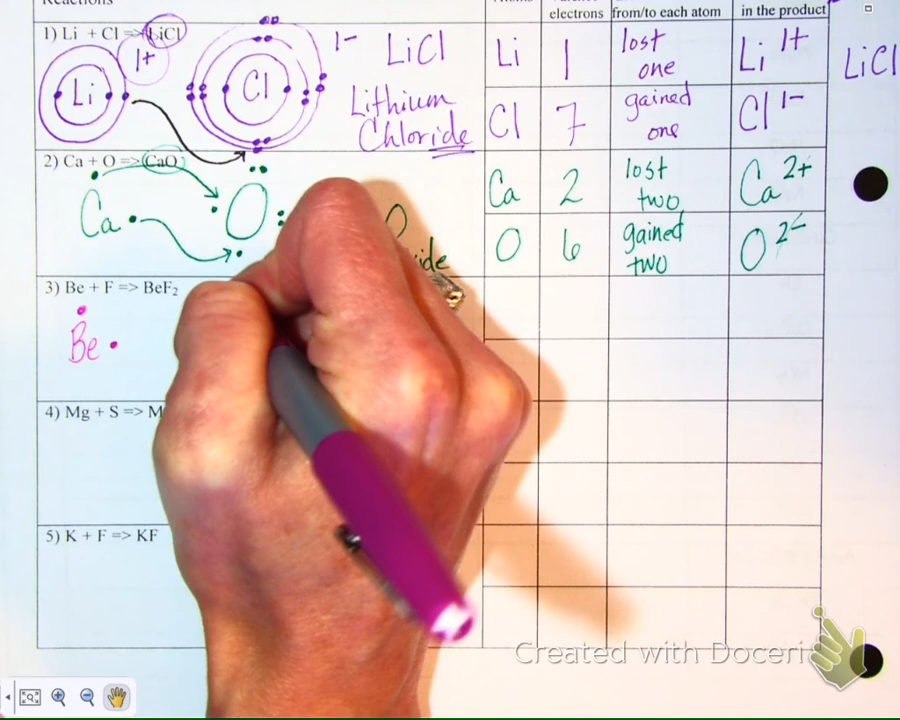 electrons
from/to each atom
in the product
1) Li + Cl => LiCl
Li
1+
Cl
1-
LiCl
Lithium
Chloride
Li
1
lost
one
Li 1+
LiCl
Cl
7
gained
one
Cl 1-
2) Ca + O => CaO
Ca
O
Ca
2
lost
two
Ca 2+
O
6
gained
two
O 2-
3) Be + F => BeF2
Be
4) Mg + S => M
5) K + F => KF
Created with Doceri